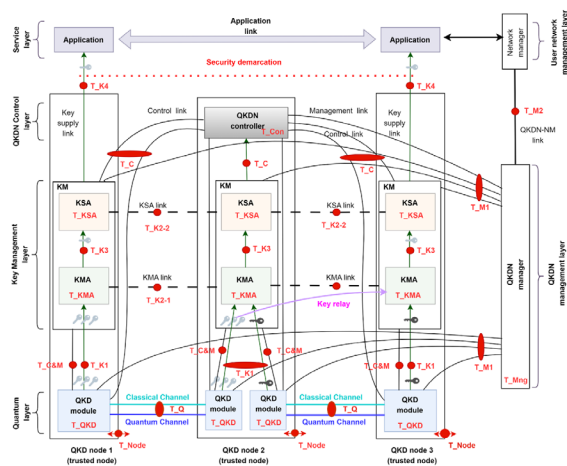 Service layer
Application
Application link
Application
Network manager
User network management layer
Security demarcation
T_K4
T_K4
T_M2
QKDN-NM link
QKDN Control layer
Key supply link
Control link
QKDN controller
T_Con
Management link
Control link
Key supply link
T_C
T_C
T_C
T_M1
Key Management layer
KM
KSA
T_KSA
KSA link
T_K2-2
KM
KSA
T_KSA
KSA link
T_K2-2
KM
KSA
T_KSA
T_K3
T_K3
T_K3
KMA
T_KMA
KMA link
T_K2-1
KMA
T_KMA
KMA link
Key relay
KMA
T_KMA
QKDN manager
QKDN management layer
T_C&M
T_K1
T_C&M
T_K1
T_C&M
T_C&M
T_K1
T_M1
T_Mng
Quantum layer
QKD module
T_QKD
Classical Channel
T_Q
Quantum Channel
QKD module
T_QKD
QKD module
T_QKD
Classical Channel
T_Q
Quantum Channel
QKD module
T_QKD
T_Node
T_Node
T_Node
QKD node 1
(trusted node)
QKD node 2
(trusted node)
QKD node 3
(trusted node)